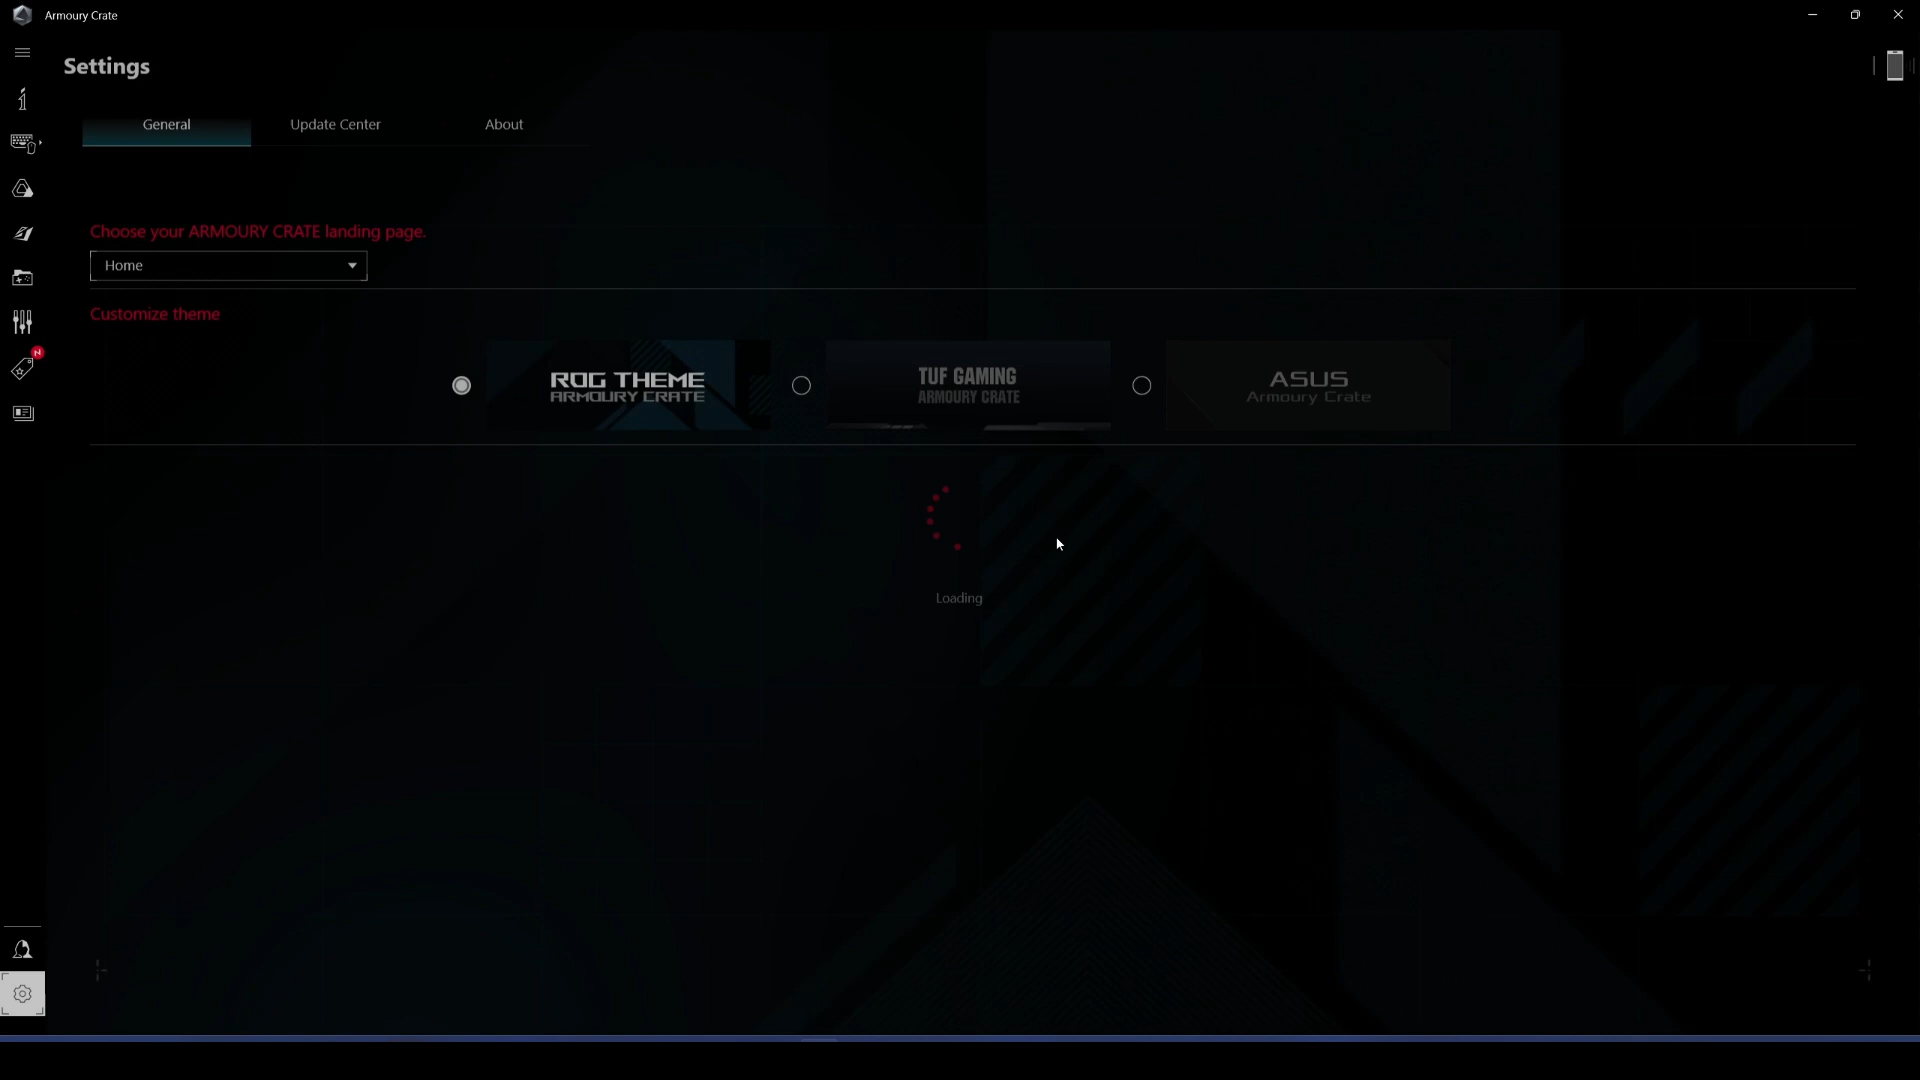 Armoury Crate
Settings
General
Update Center
About
Choose your ARMOURY CRATE landing page.
Home
Customize theme
ROG THEME
ARMOURY CRATE
TUF GAMING
ARMOURY CRATE
ASUS
Armoury Crate
N
Loading